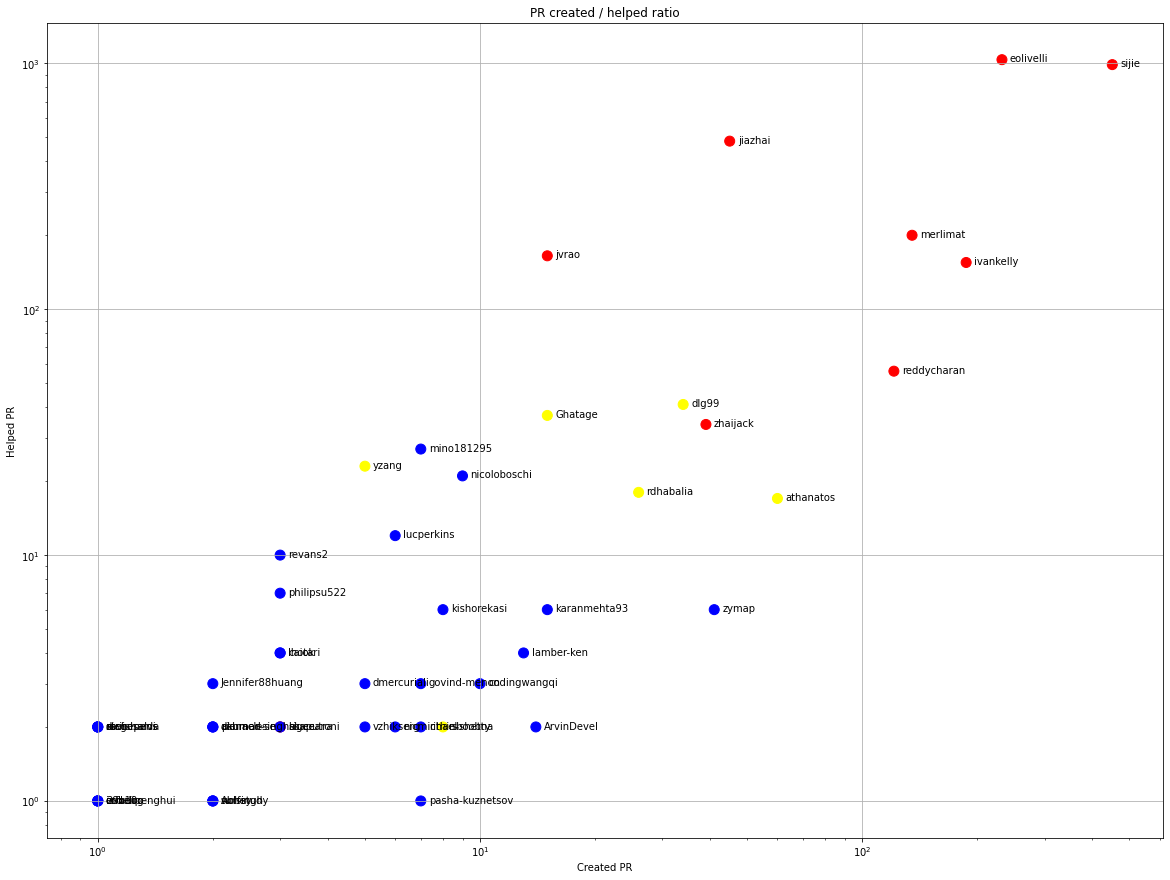 PR created / helped ratio
10³
eolivelli
sijie
jiazhai
merlimat
jvrao
ivankelly
10²
reddycharan
dlg99
Ghatage
zhaijack
mino181295
yzang
nicoloboschi
rdhabalia
athanatos
lucperkins
10¹
revans2
philipsu522
kishorekasi
karanmehta93
zymap
lamber-ken
Jennifer88huang
dmercuriali
govind-menon
codingwangqi
ArvinDevel
10⁰
pasha-kuznetsov
Helped PR
10⁰
10¹
10²
Created PR